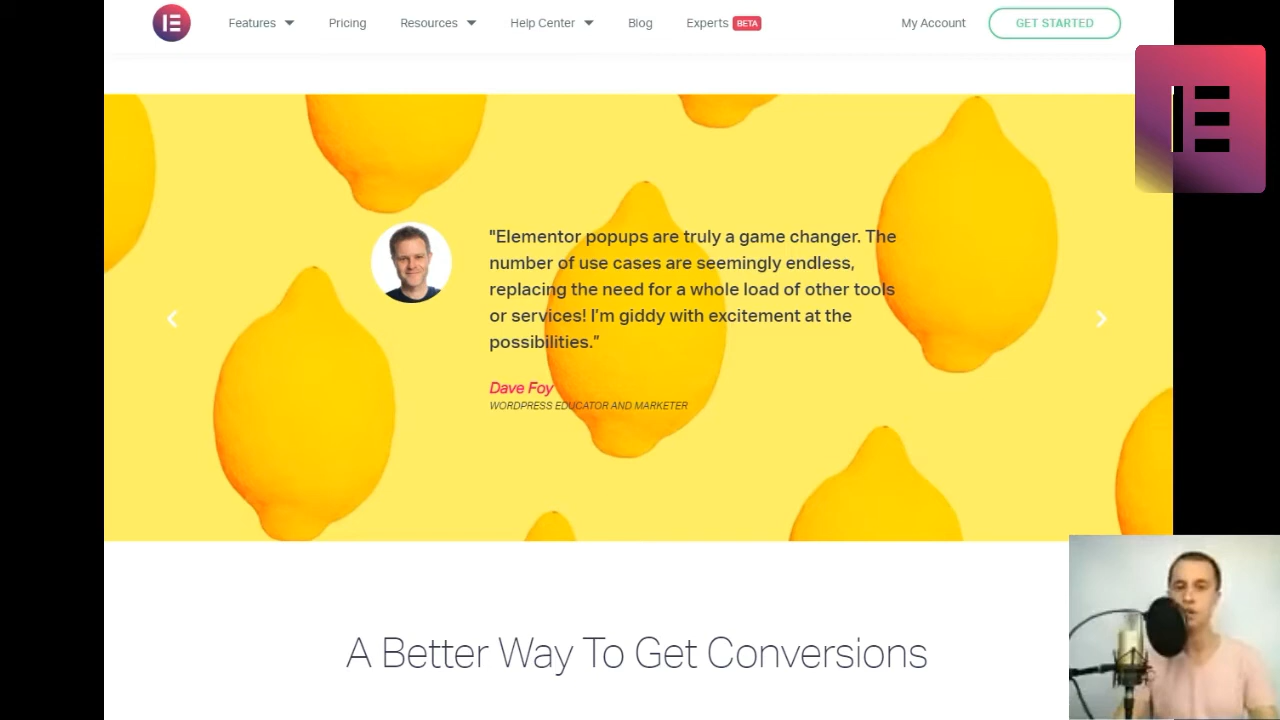 Features
Pricing
Resources
Help Center
Blog
Experts BETA
My Account
GET STARTED
"Elementor popups are truly a game changer. The
number of use cases are seemingly endless,
replacing the need for a whole load of other tools
or services! I'm giddy with excitement at the
possibilities."
Dave Foy
WORDPRESS EDUCATOR AND MARKETER
A Better Way To Get Conversions